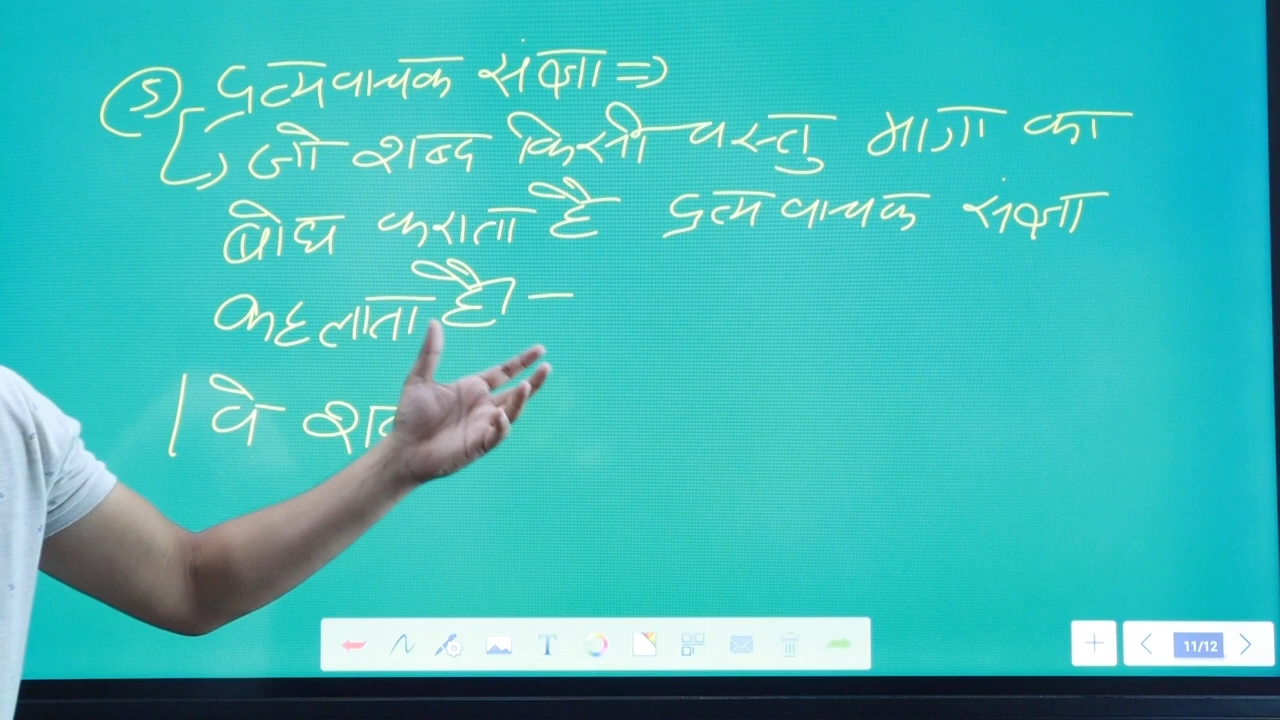 (5) द्रव्यवाचक संज्ञा =>
जो शब्द किसी वस्तु मात्रा का
बोध कराता है द्रव्यवाचक संज्ञा
कहलाता है। -
| वे
11/12